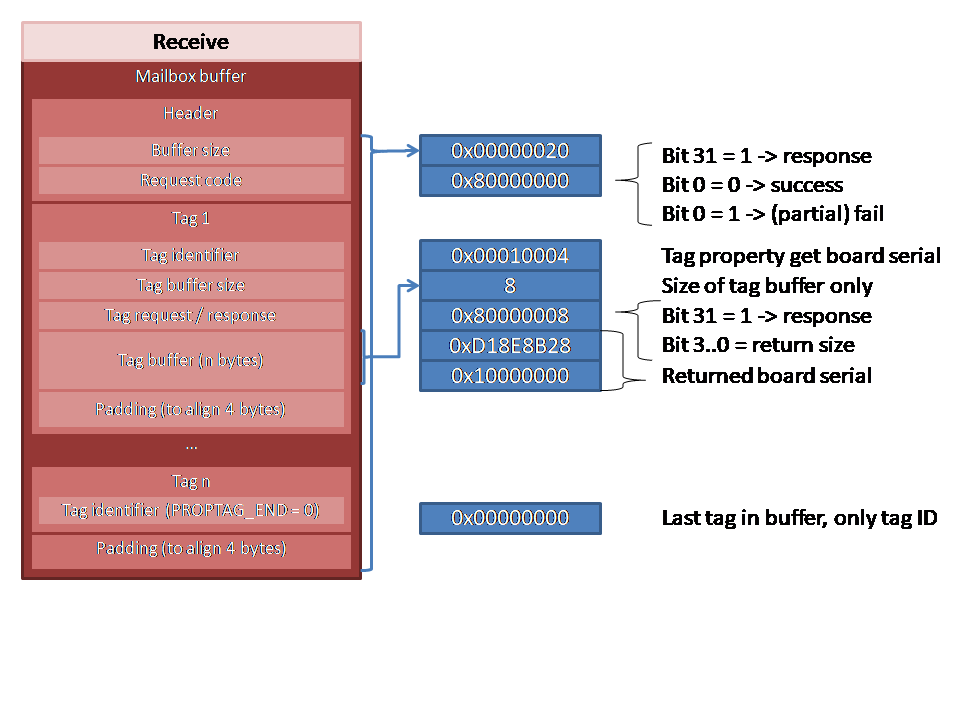 Receive
Mailbox buffer
Header
Buffer size
0x00000020
Request code
0x80000000
Bit 31 = 1 -> response
Bit 0 = 0 -> success
Bit 0 = 1 -> (partial) fail
Tag 1
Tag identifier
0x00010004
Tag property get board serial
Tag buffer size
8
Size of tag buffer only
Tag request / response
0x80000008
Bit 31 = 1 -> response
Bit 3..0 = return size
Tag buffer (n bytes)
0xD18E8B28
0x10000000
Returned board serial
Padding (to align 4 bytes)
...
Tag n
Tag identifier (PROPTAG_END = 0)
0x00000000
Last tag in buffer, only tag ID
Padding (to align 4 bytes)